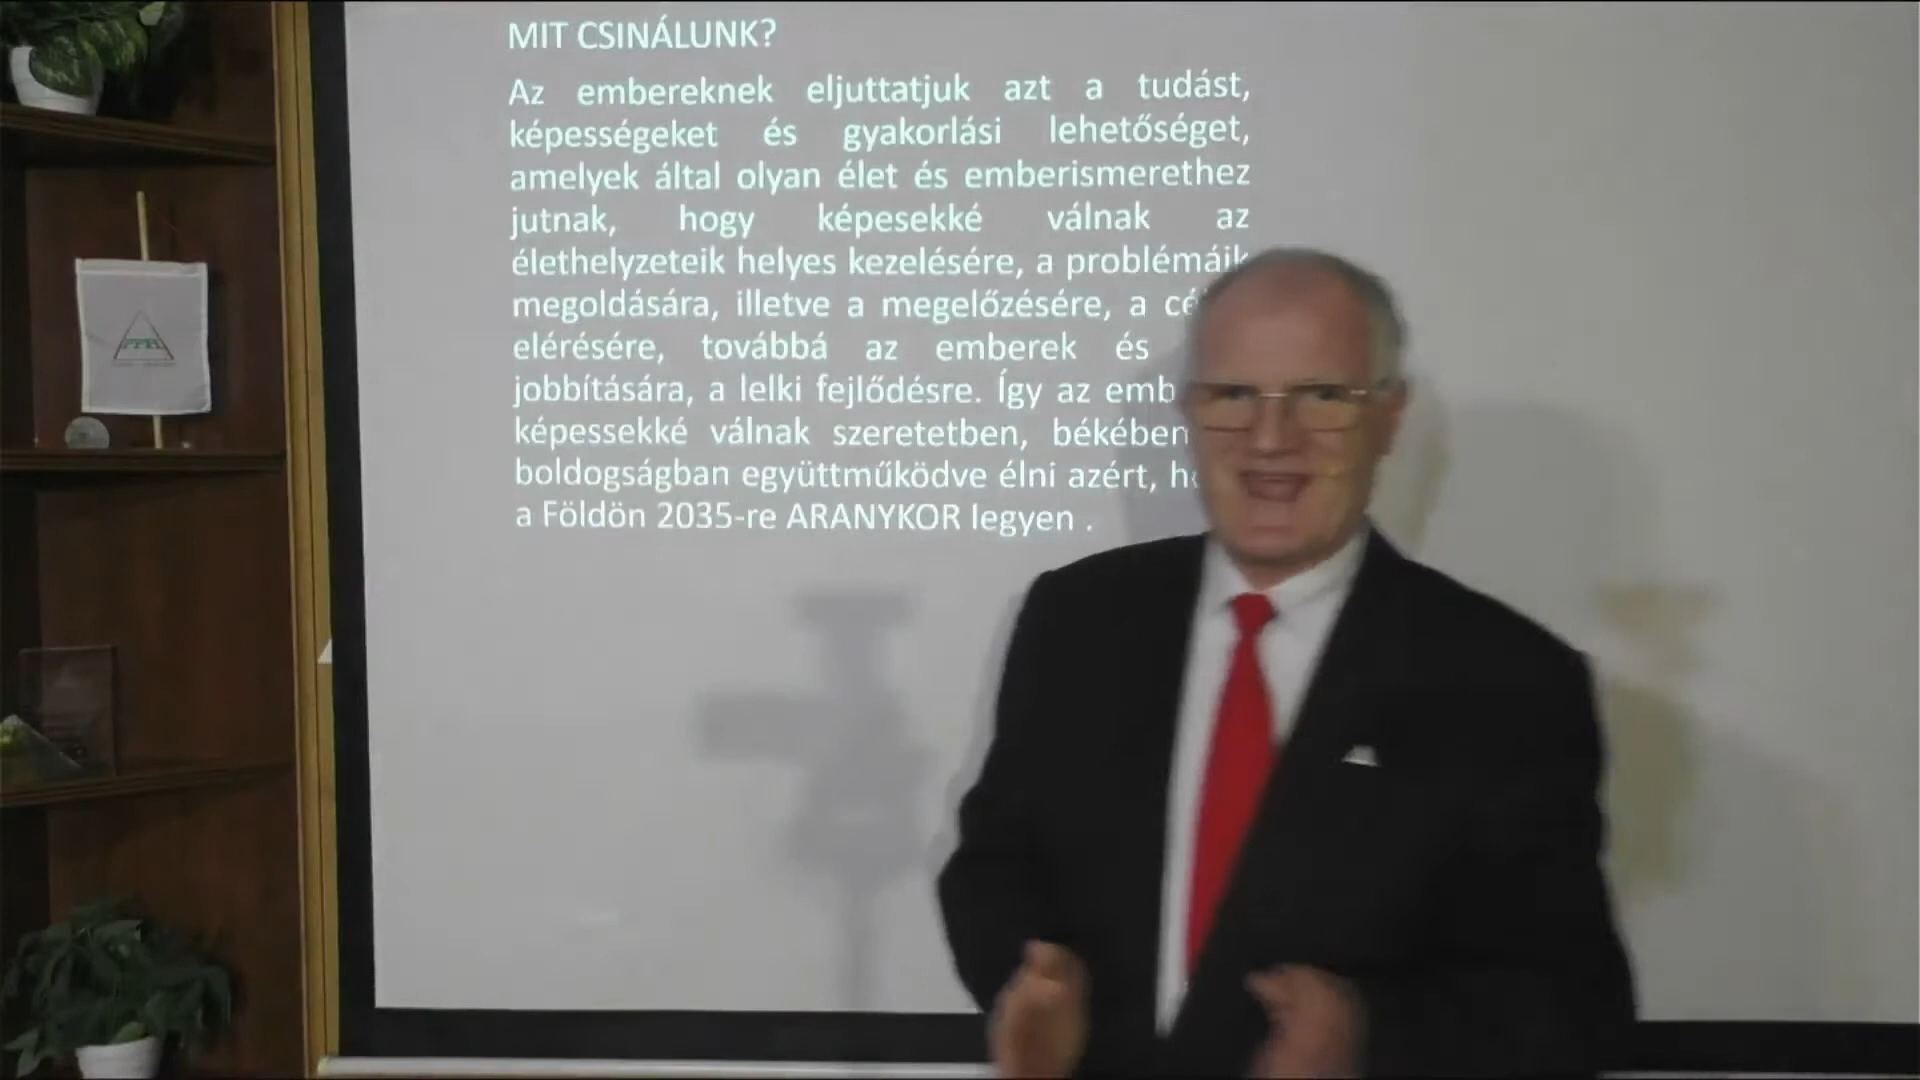 MIT CSINÁLUNK?
Az embereknek eljuttatjuk azt a tudást,
képességeket és gyakorlási lehetőséget,
amelyek által olyan élet és emberismerethez
jutnak, hogy képesekké válnak az
élethelyzeteik helyes kezelésére, a problémáik
megoldására, illetve a megelőzésére, a
elérésére, továbbá az emberek és
jobbítására, a lelki fejlődésre. Így az
képessekké válnak szeretetben, békében
boldogságban együttműködve élni azért,
a Földön 2035-re ARANYKOR legyen .